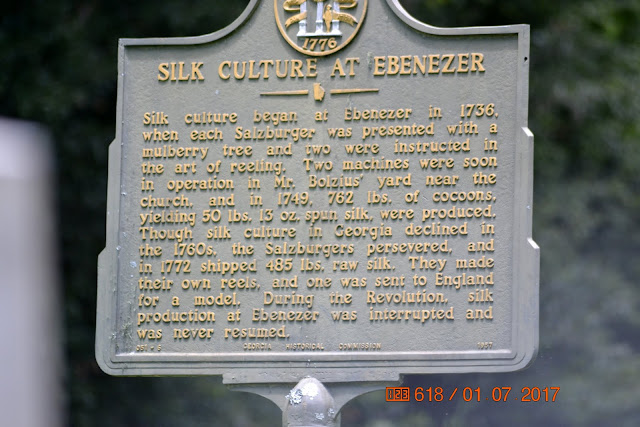 1776
SILK CULTURE AT EBENEZER
Silk culture began at Ebenezer in 1736,
when each Salzburger was presented with a
mulberry tree and two were instructed in
the art of reeling. Two machines were soon
in operation in Mr. Bolzius' yard near the
church, and in 1749, 762 lbs. of cocoons,
yielding 50 lbs. 13 oz. spun silk, were produced.
Though silk culture in Georgia declined in
the 1760s, the Salzburgers persevered, and
in 1772 shipped 485 lbs. raw silk. They made
their own reels, and one was sent to England
for a model. During the Revolution, silk
production at Ebenezer was interrupted and
was never resumed.
GEORGIA HISTORICAL COMMISSION 1957
618 / 01 07 2017